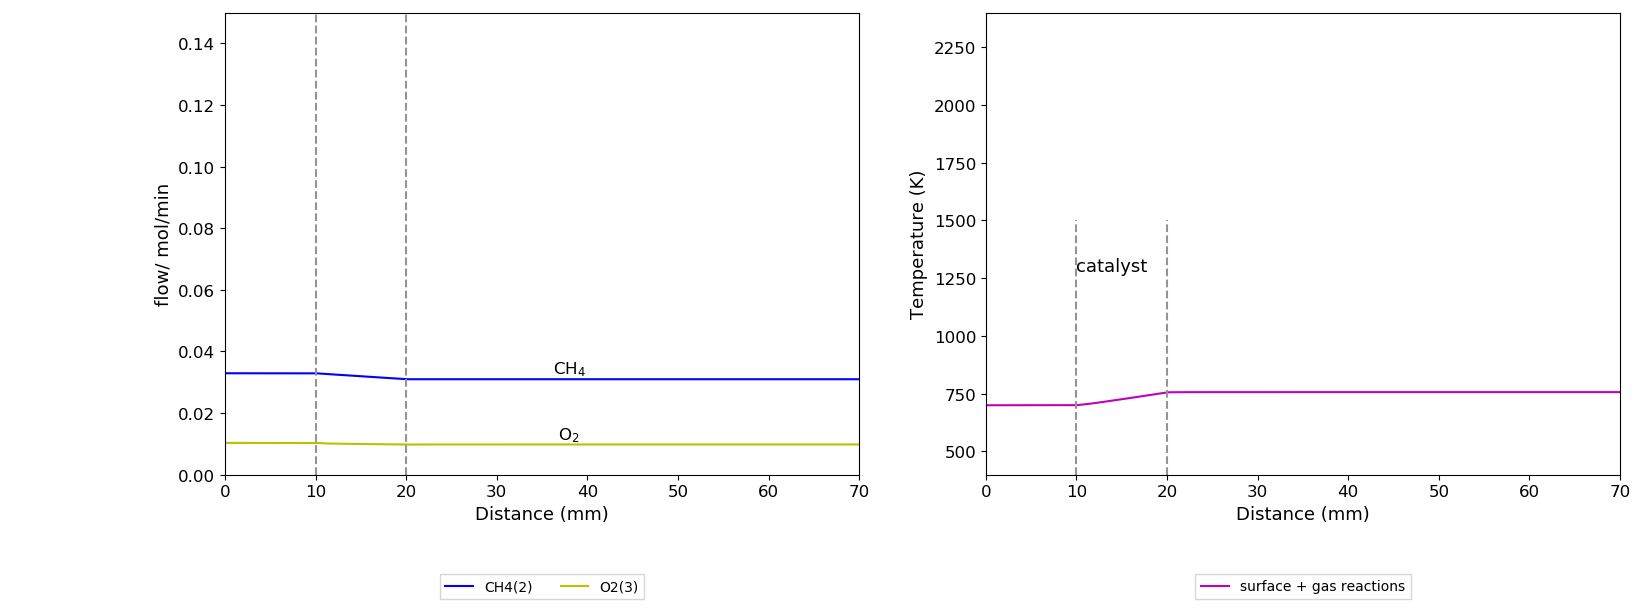 0.14
0.12
0.10
0.08
0.06
0.04
0.02
0.00
flow/ mol/min
CH₄
O₂
0 10 20 30 40 50 60 70
Distance (mm)
CH4(2) O2(3)
2250
2000
1750
1500
1250
1000
750
500
Temperature (K)
catalyst
0 10 20 30 40 50 60 70
Distance (mm)
surface + gas reactions